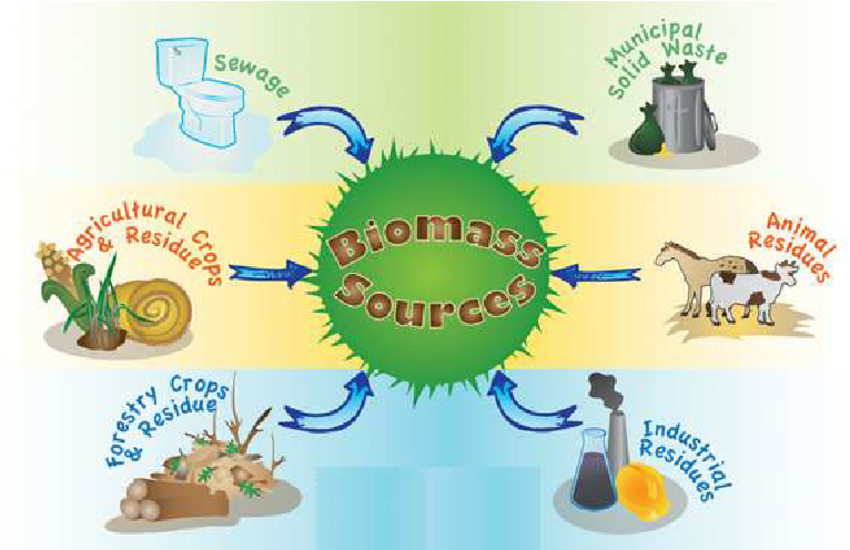 Sewage
Municipal
Solid Waste
Agricultural Crops
& Residue
Biomass
Sources
Animal
Residues
Forestry Crops
& Residue
Industrial
Residues